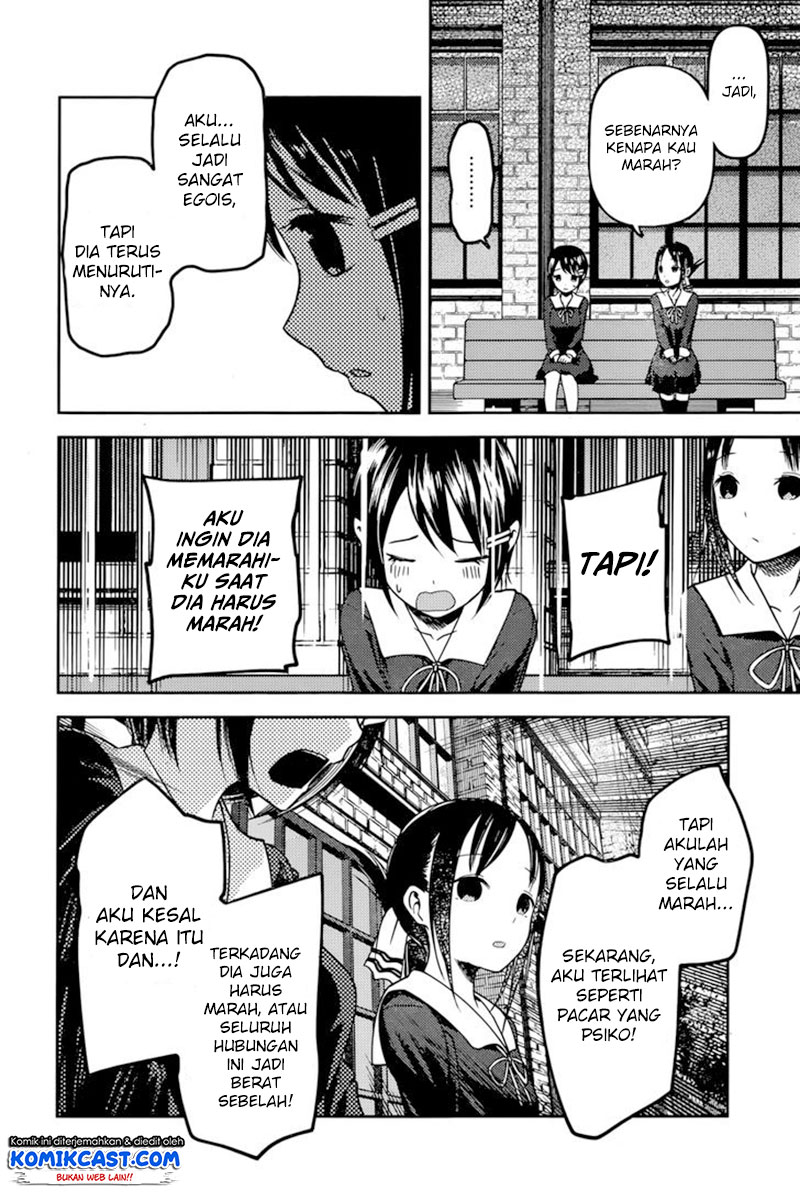 ...
JADI,
SEBENARNYA
KENAPA KAU
MARAH?
.........
AKU...
SELALU
JADI
SANGAT
EGOIS,
TAPI
DIA TERUS
MENURUTI-
NYA.
TAPI!
AKU
INGIN DIA
MEMARAHI-
KU SAAT
DIA HARUS
MARAH!
TAPI
AKULAH
YANG
SELALU
MARAH...
SEKARANG,
AKU TERLIHAT
SEPERTI
PACAR YANG
PSIKO!
TERKADANG
DIA JUGA
HARUS
MARAH, ATAU
SELURUH
HUBUNGAN
INI JADI
BERAT
SEBELAH!
DAN
AKU KESAL
KARENA ITU
DAN...!
Komik ini diterjemahkan & diedit oleh
KOMIKCAST.COM
BUKAN WEB LAIN!!